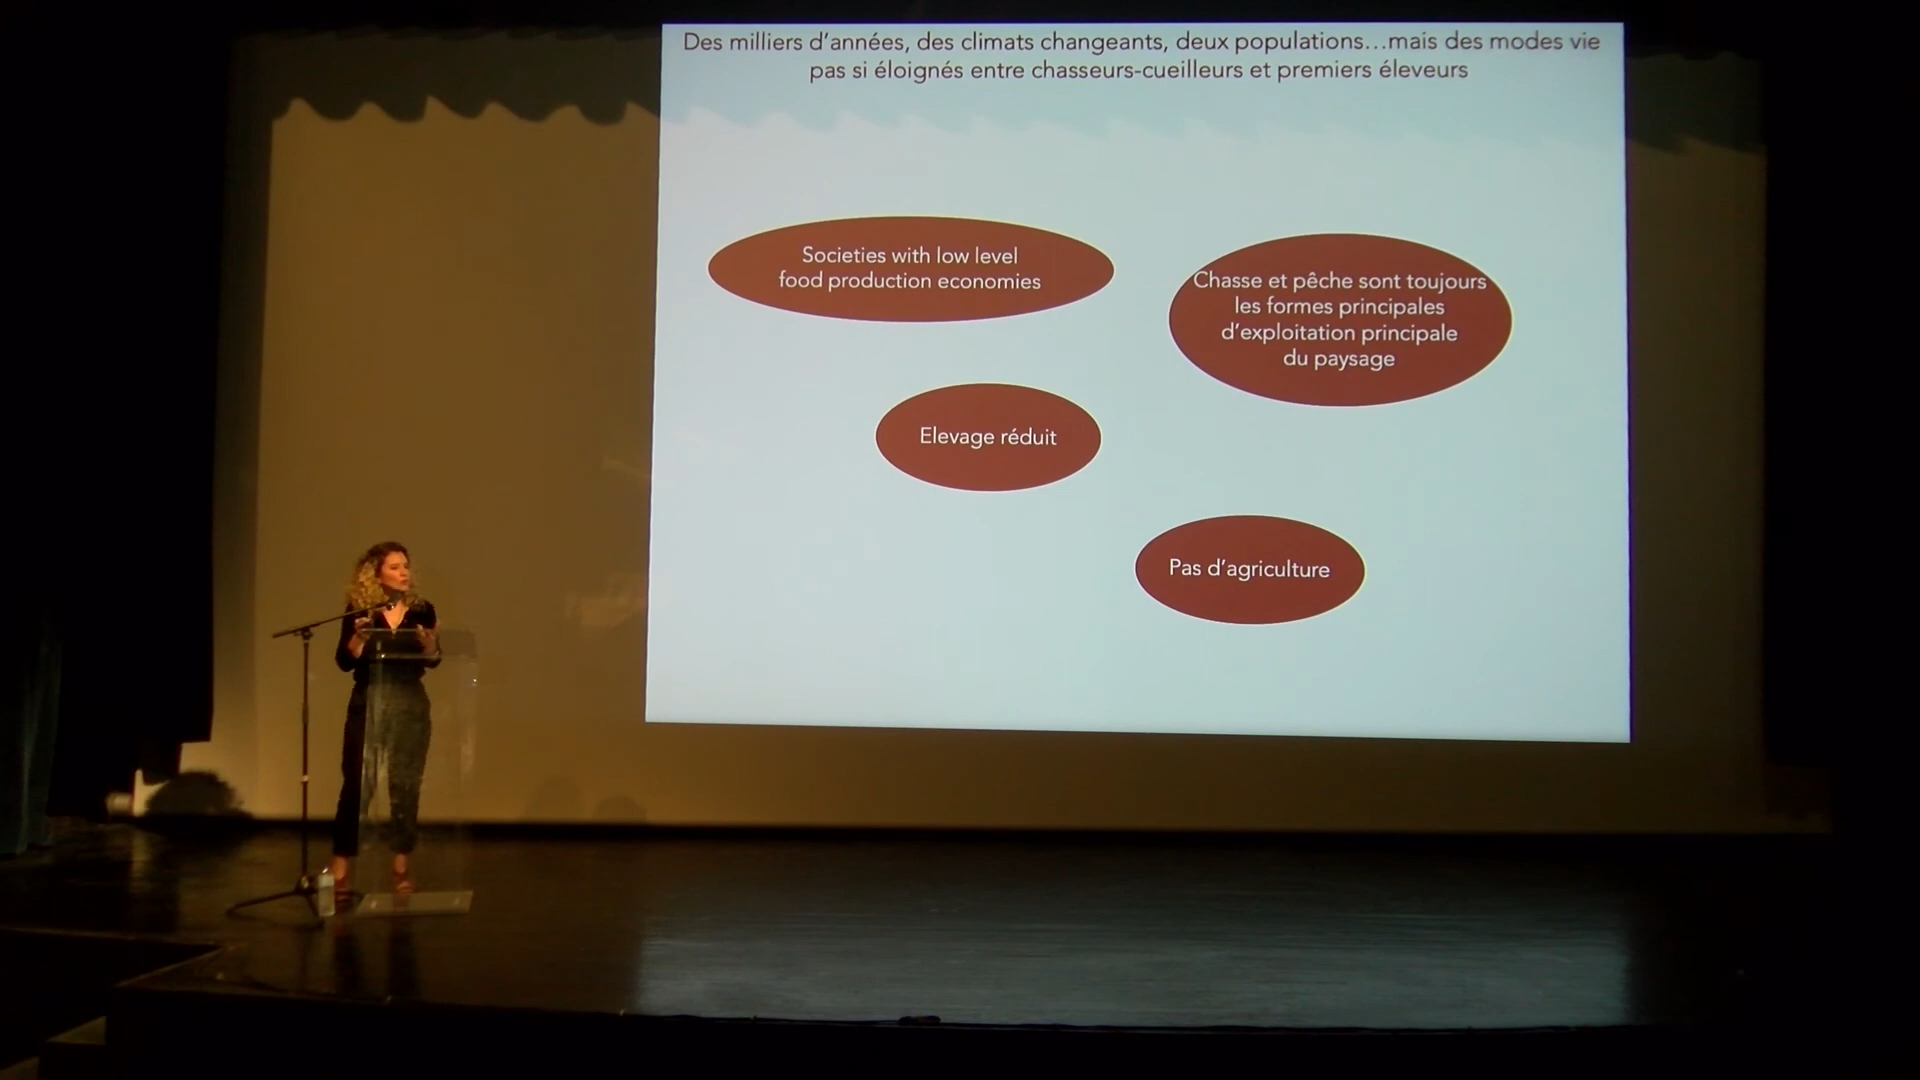 Des milliers d’années, des climats changeants, deux populations…mais des modes vie
pas si éloignés entre chasseurs-cueilleurs et premiers éleveurs
Societies with low level
food production economies
Chasse et pêche sont toujours
les formes principales
d’exploitation principale
du paysage
Elevage réduit
Pas d’agriculture